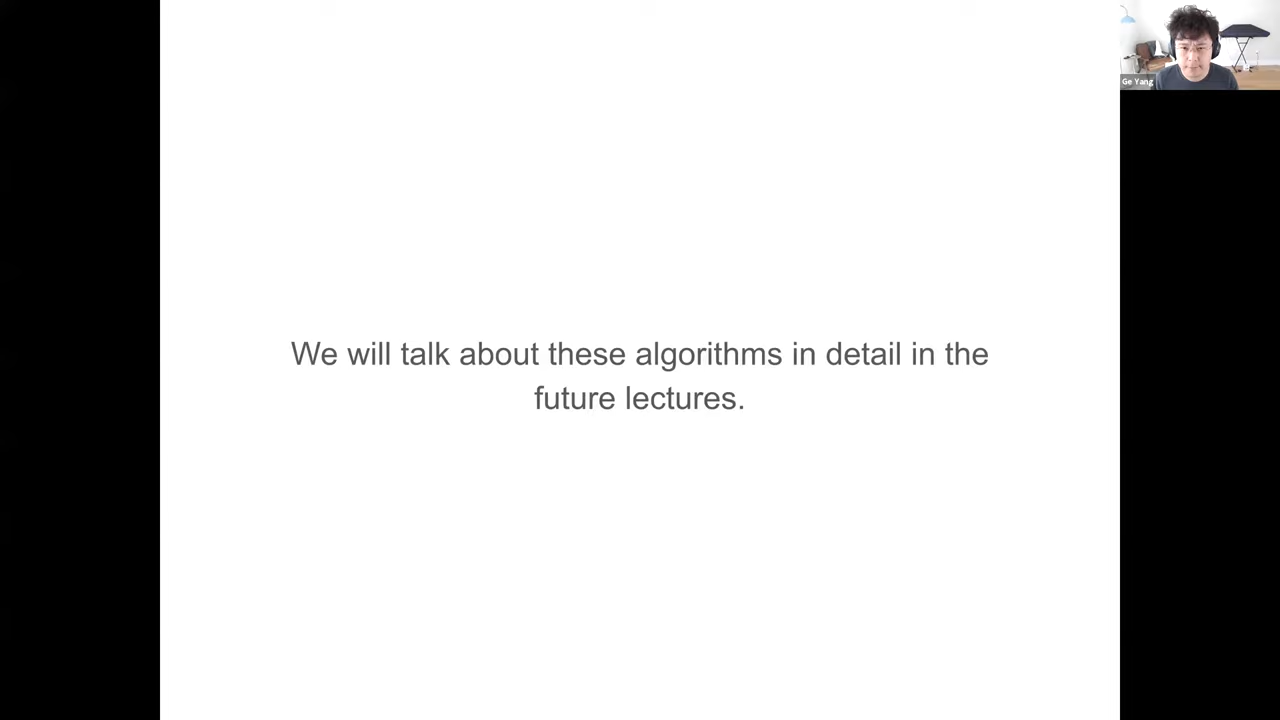 Ge Yang
We will talk about these algorithms in detail in the
future lectures.